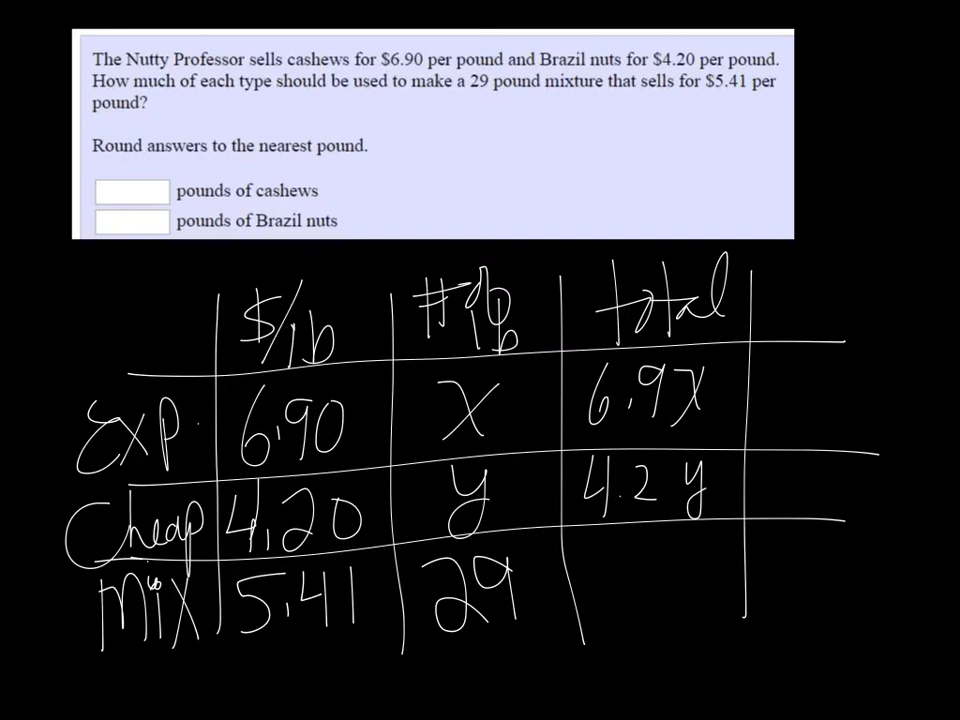 The Nutty Professor sells cashews for $6.90 per pound and Brazil nuts for $4.20 per pound.
How much of each type should be used to make a 29 pound mixture that sells for $5.41 per
pound?
Round answers to the nearest pound.
pounds of cashews
pounds of Brazil nuts
$/lb # lb total
Exp. 6.90 x 6.9x
Cheap 4.20 y 4.2 y
Mix 5.41 29